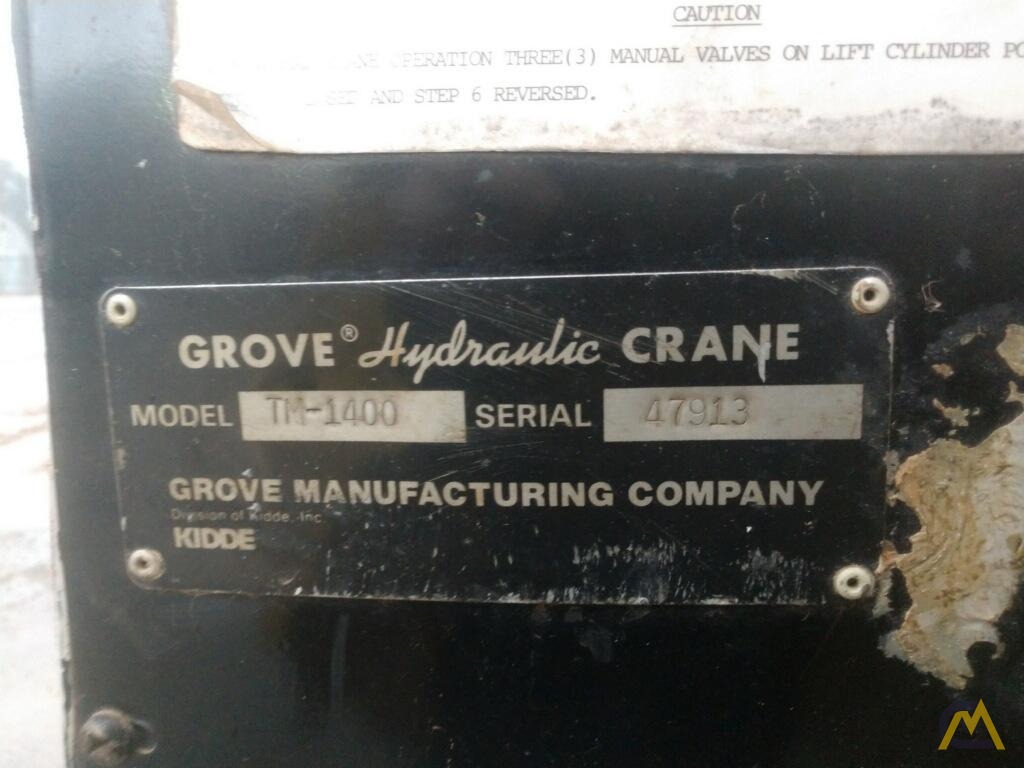 CAUTION
CRANE OPERATION THREE(3) MANUAL VALVES ON LIFT CYLINDER
AND STEP 6 REVERSED.
GROVE® Hydraulic CRANE
MODEL TM-1400 SERIAL 47913
GROVE MANUFACTURING COMPANY
Division of Kidde, Inc.
KIDDE